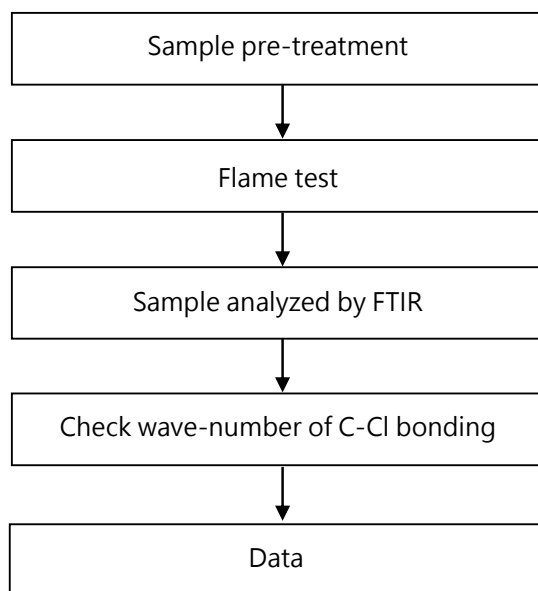 Sample pre-treatment
Flame test
Sample analyzed by FTIR
Check wave-number of C-Cl bonding
Data